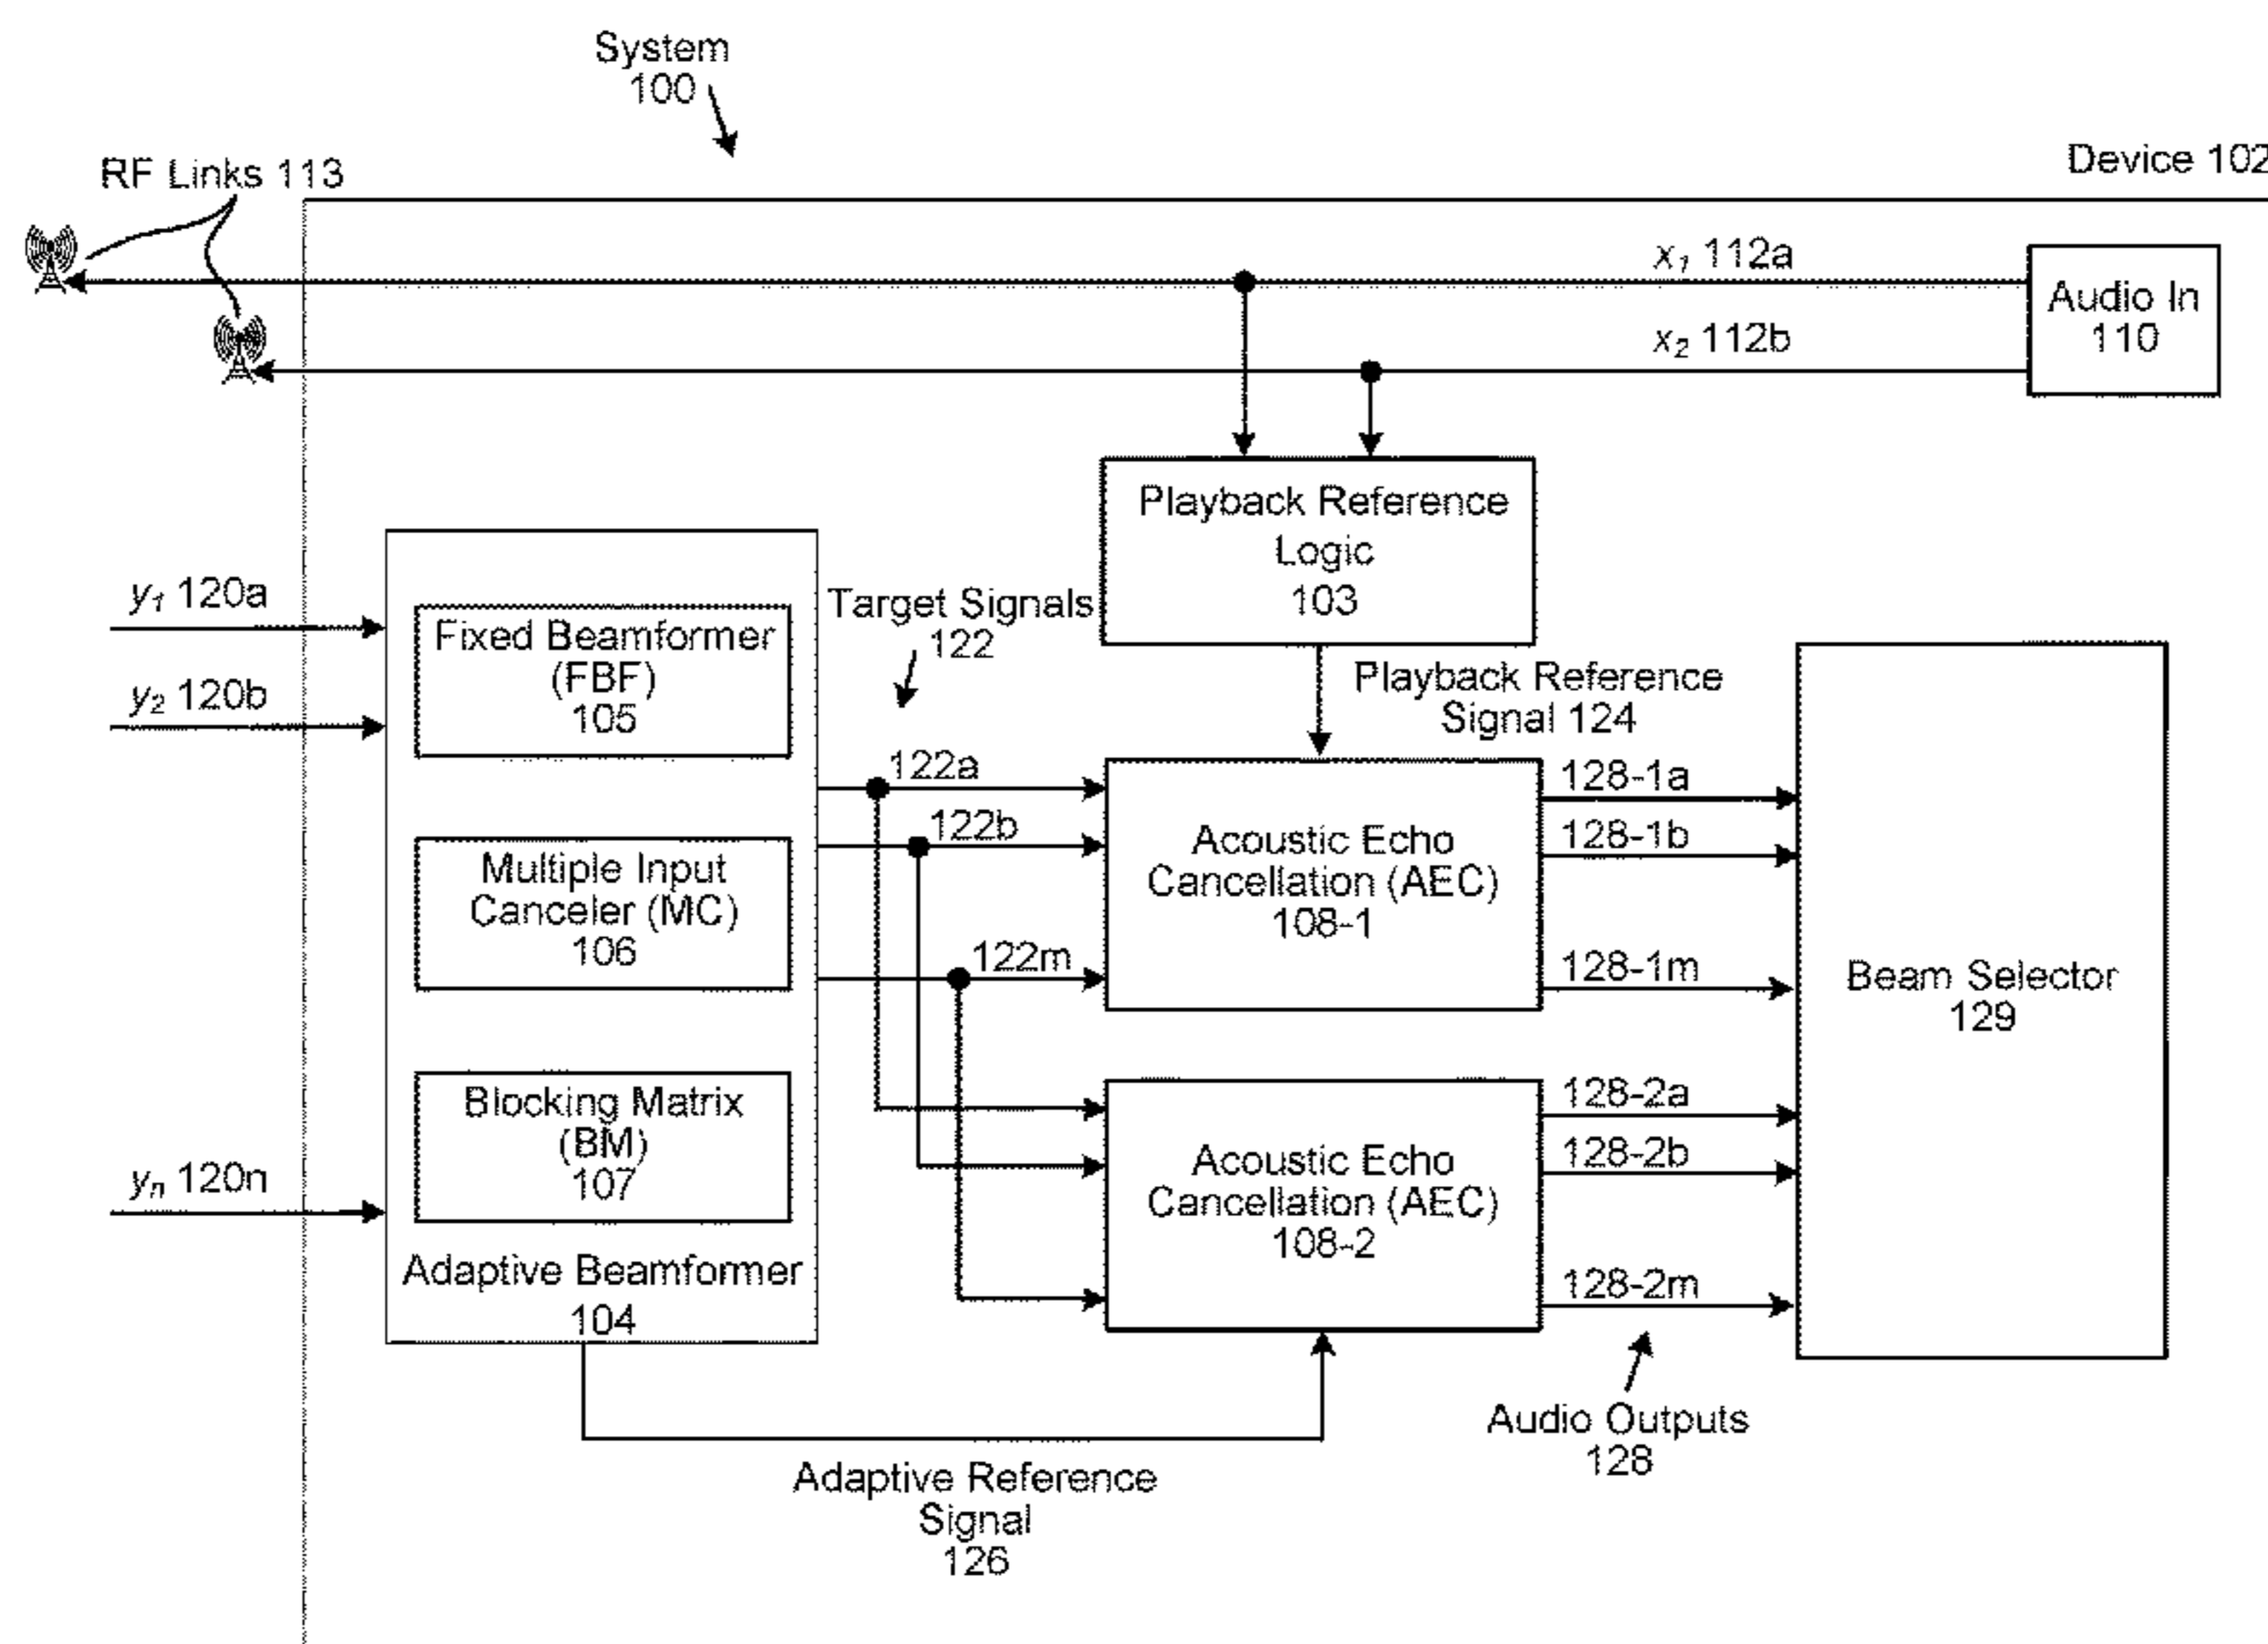 System
100
RF Links 113
Device 102
x1 112a
x2 112b
Audio In
110
Playback Reference
Logic
103
y1 120a
y2 120b
yn 120n
Fixed Beamformer
(FBF)
105
Multiple Input
Canceler (MC)
106
Blocking Matrix
(BM)
107
Adaptive Beamformer
104
Target Signals
122
Playback Reference
Signal 124
122a
122b
122m
Acoustic Echo
Cancellation (AEC)
108-1
128-1a
128-1b
128-1m
Acoustic Echo
Cancellation (AEC)
108-2
128-2a
128-2b
128-2m
Beam Selector
129
Audio Outputs
128
Adaptive Reference
Signal
126